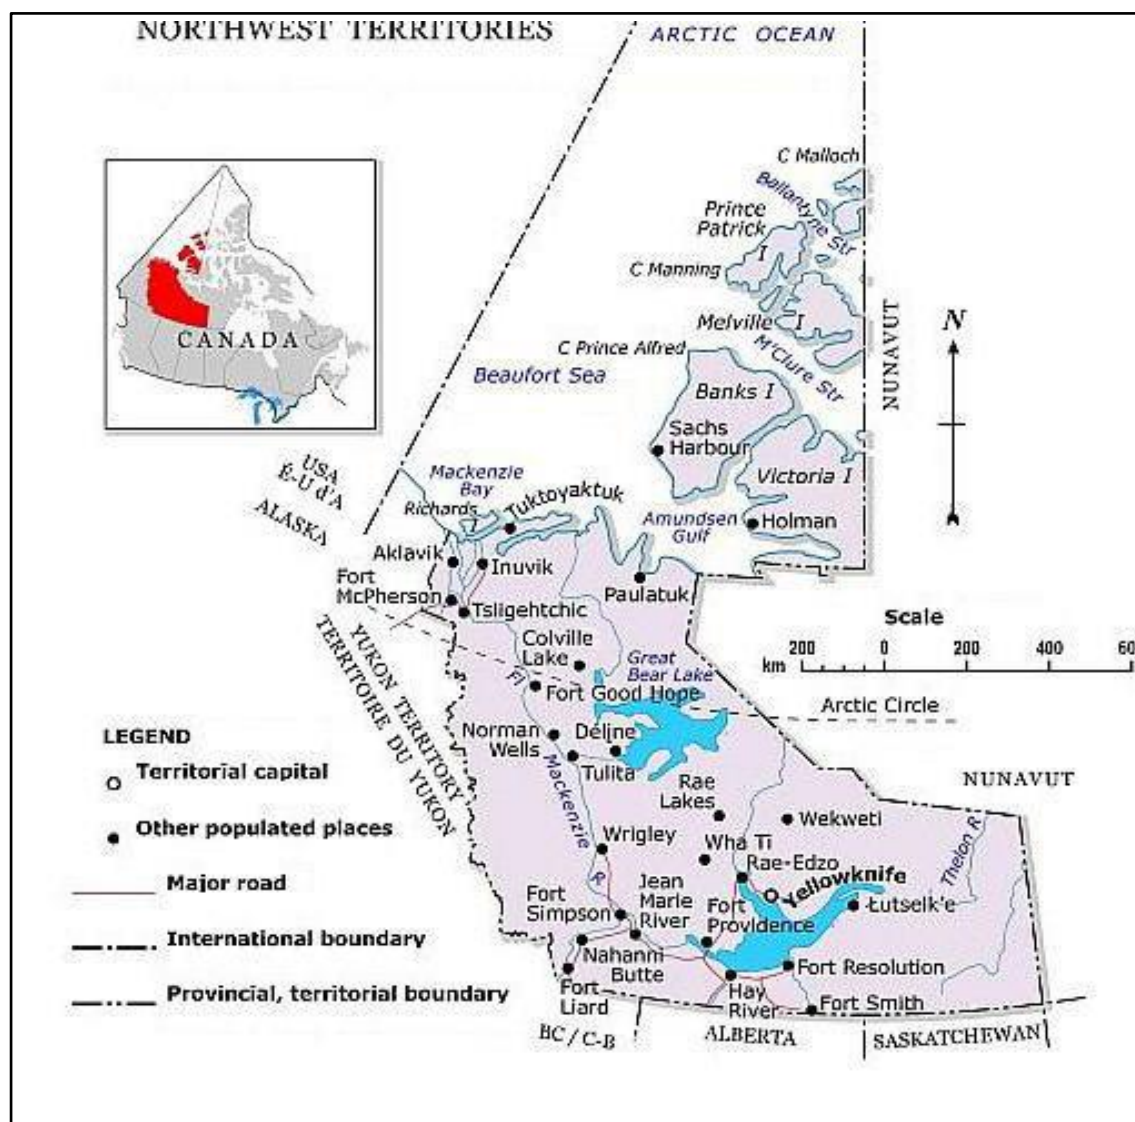 NORTHWEST TERRITORIES
ARCTIC OCEAN
C Malloch
Ballantyne Str
Prince
Patrick
I
C Manning
Melville I
M'Clure Str
C Prince Alfred
Beaufort Sea
Banks I
Sachs
Harbour
Victoria I
NUNAVUT
N
CANADA
USA
É-U d'A
ALASKA
Mackenzie
Bay
Richards I
Tuktoyaktuk
Amundsen
Gulf
Holman
Aklavik
Inuvik
Fort
McPherson
Tsligehtchic
Paulatuk
Colville
Lake
Great
Bear Lake
Fort Good Hope
Scale
km 200 0 200 400 60
Arctic Circle
YUKON TERRITORY
TERRITOIRE DU YUKON
Norman
Wells
Déljne
Tulita
Mackenzie
R
Rae
Lakes
Wekweti
NUNAVUT
Thelon R
Wrigley
Wha Ti
Rae-Edzo
Yellowknife
Łutselk'e
Fort
Simpson
Jean
Marie
River
Fort
Providence
Nahanni
Butte
Fort
Liard
Hay
River
Fort Resolution
Fort Smith
BC / C-B
ALBERTA
SASKATCHEWAN
LEGEND
Territorial capital
Other populated places
Major road
International boundary
Provincial, territorial boundary